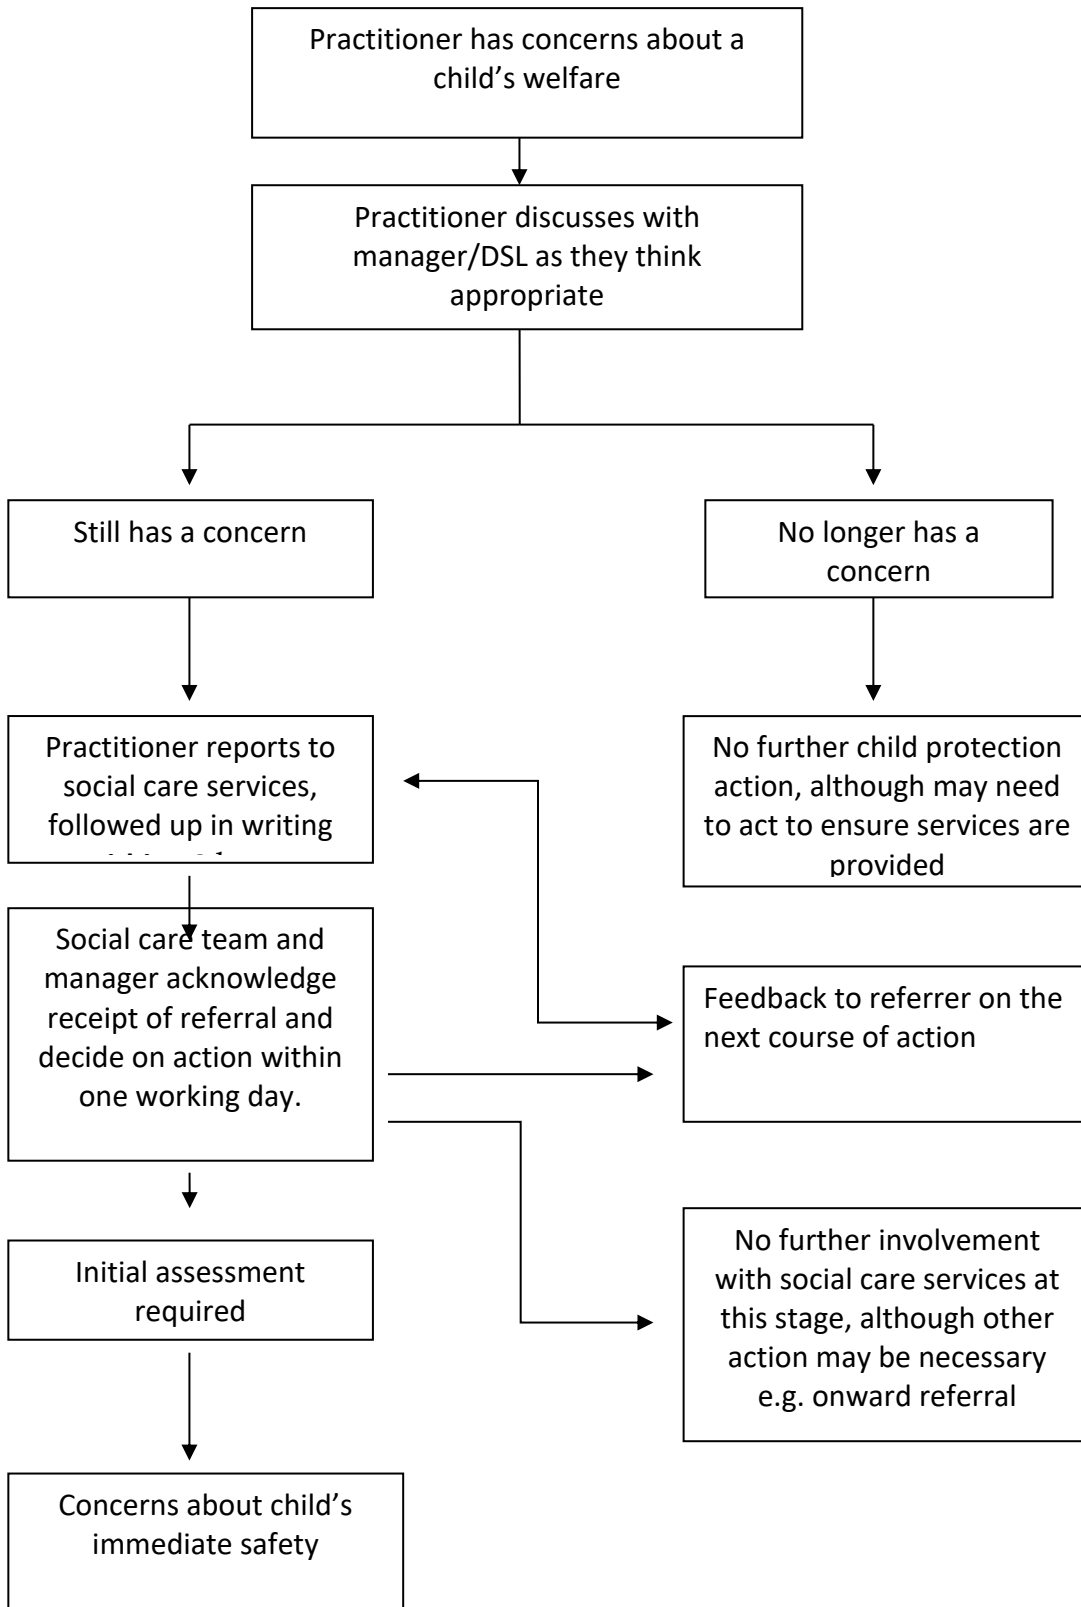 Practitioner has concerns about a
child’s welfare
Practitioner discusses with
manager/DSL as they think
appropriate
Still has a concern
No longer has a
concern
Practitioner reports to
social care services,
followed up in writing
No further child protection
action, although may need
to act to ensure services are
provided
Social care team and
manager acknowledge
receipt of referral and
decide on action within
one working day.
Feedback to referrer on the
next course of action
Initial assessment
required
No further involvement
with social care services at
this stage, although other
action may be necessary
e.g. onward referral
Concerns about child’s
immediate safety